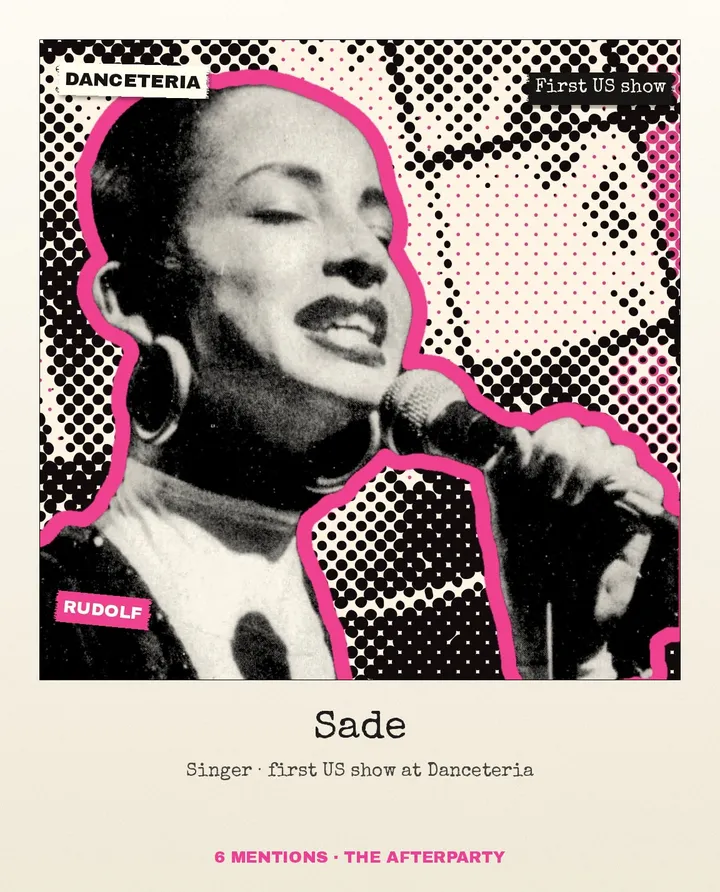 DANCETERIA
First US show
RUDOLF
Sade
Singer · first US show at Danceteria
6 MENTIONS · THE AFTERPARTY